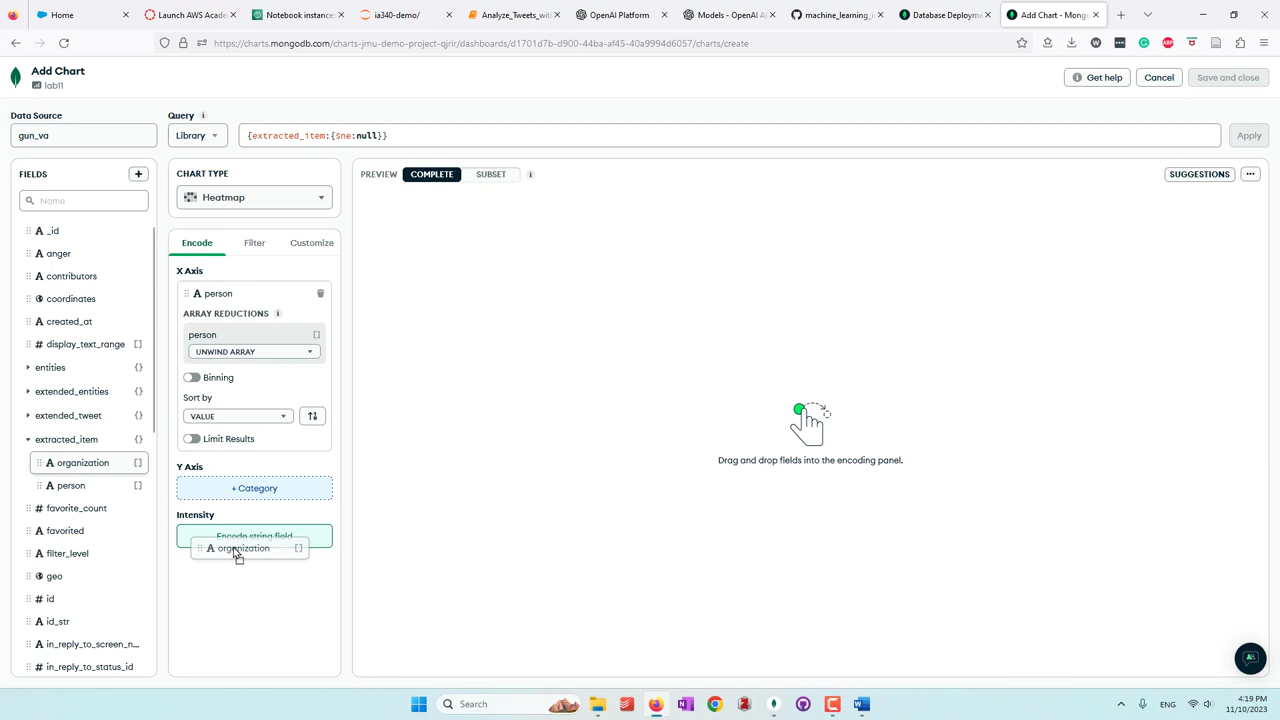 Home
Launch AWS Acade
Notebook instance
ia340-demo/
Analyze_Tweets_wit
OpenAI Platform
Models - OpenAI A
machine_learning_i
Database Deployme
Add Chart - Mongo
https://charts.mongodb.com/charts-jmu-demo-project-qjrir/dashboards/d1701d7b-d900-44ba-af45-40a9994d6057/charts/create
Add Chart
lab11
Get help
Cancel
Save and close
Data Source
gun_va
Query
Library
{extracted_item:{$ne:null}}
Apply
FIELDS
Name
_id
anger
contributors
coordinates
created_at
display_text_range []
entities {}
extended_entities {}
extended_tweet {}
extracted_item {}
organization []
person []
favorite_count
favorited
filter_level
geo
id
id_str
in_reply_to_screen_n...
in_reply_to_status_id
CHART TYPE
Heatmap
Encode
Filter
Customize
X Axis
person
ARRAY REDUCTIONS
person []
UNWIND ARRAY
Binning
Sort by
VALUE
Limit Results
Y Axis
+ Category
Intensity
Encode string field
organization []
PREVIEW
COMPLETE
SUBSET
SUGGESTIONS
Drag and drop fields into the encoding panel.
Search
ENG
4:19 PM
11/10/2023